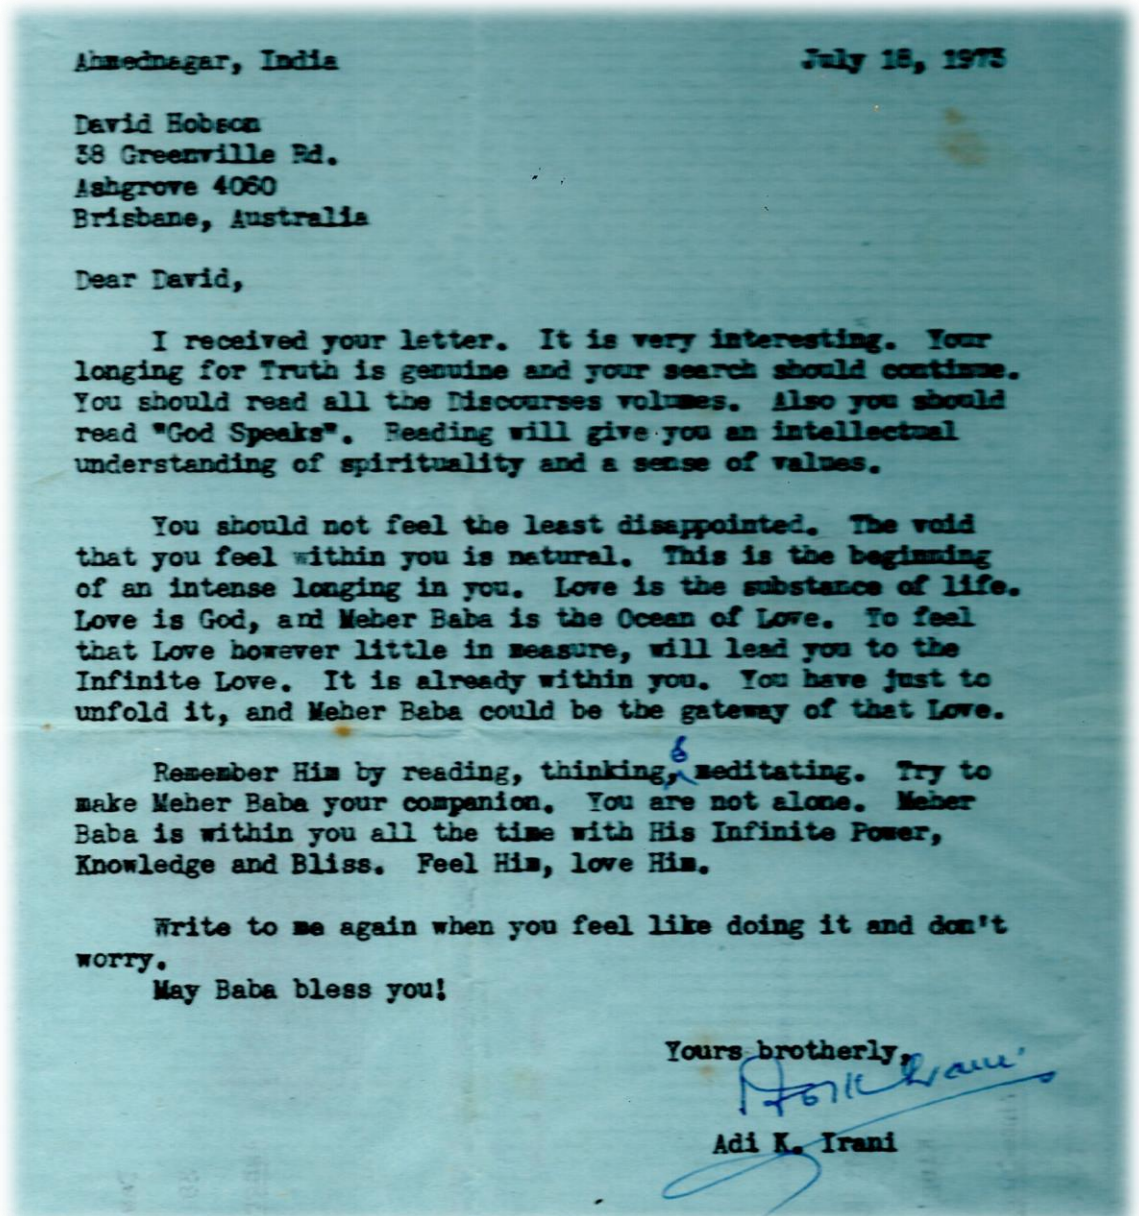 Ahmednagar, India July 18, 1973
David Hobson
38 Greenville Rd.
Ashgrove 4060
Brisbane, Australia
Dear David,
I received your letter. It is very interesting. Your
longing for Truth is genuine and your search should continue.
You should read all the Discourses volumes. Also you should
read "God Speaks". Reading will give you an intellectual
understanding of spirituality and a sense of values.
You should not feel the least disappointed. The void
that you feel within you is natural. This is the beginning
of an intense longing in you. Love is the substance of life.
Love is God, and Meher Baba is the Ocean of Love. To feel
that Love however little in measure, will lead you to the
Infinite Love. It is already within you. You have just to
unfold it, and Meher Baba could be the gateway of that Love.
Remember Him by reading, thinking, & meditating. Try to
make Meher Baba your companion. You are not alone. Meher
Baba is within you all the time with His Infinite Power,
Knowledge and Bliss. Feel Him, love Him.
Write to me again when you feel like doing it and don't
worry.
May Baba bless you!
Yours brotherly,
Adi K Irani
Adi K. Irani